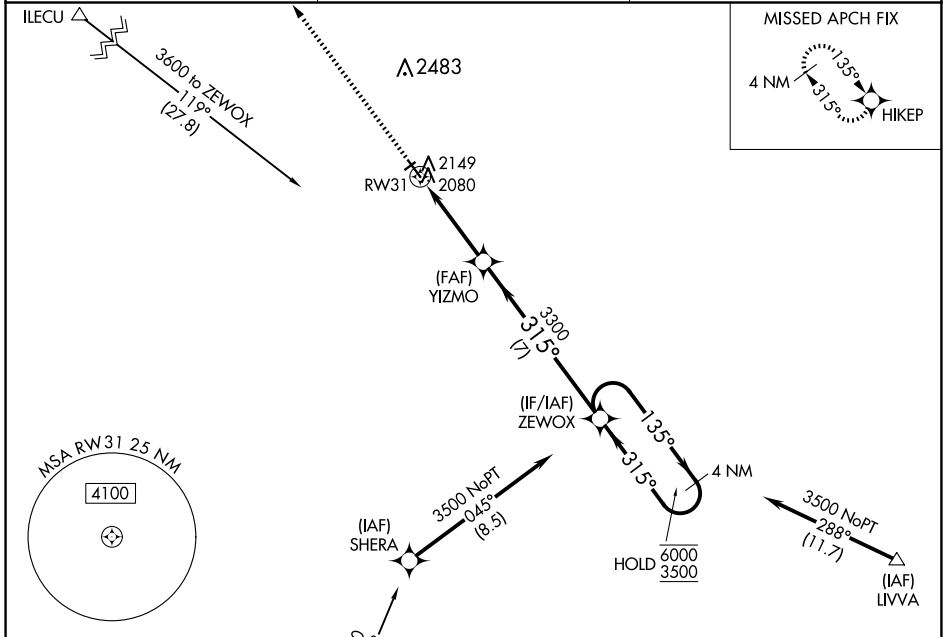 ILECU
3600 to ZEWOX
119°
(27.8)
2483
MISSED APCH FIX
4 NM
135°
315°
HIKEP
2149
RW31
2080
(FAF)
YIZMO
3300
315°
(7)
(IF/IAF)
ZEWOX
135°
315°
4 NM
MSA RW31 25 NM
4100
3500 NoPT
045°
(8.5)
(IAF)
SHERA
HOLD
6000
3500
3500 NoPT
288°
(11.7)
(IAF)
LIVVA